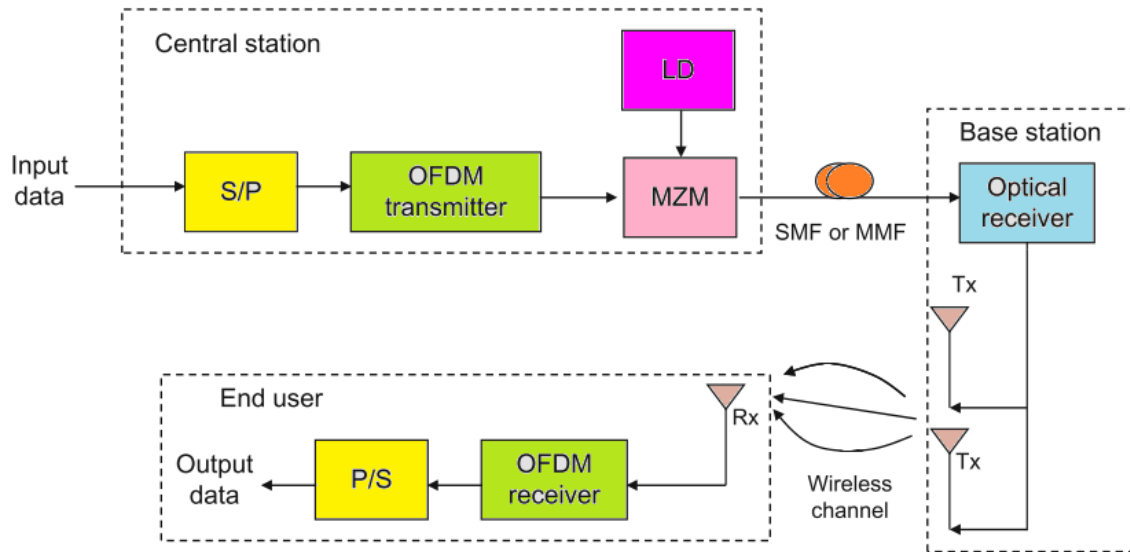 Central station
LD
Input
data
S/P
OFDM
transmitter
MZM
SMF or MMF
Base station
Optical
receiver
Tx
Tx
Wireless
channel
End user
Rx
OFDM
receiver
P/S
Output
data